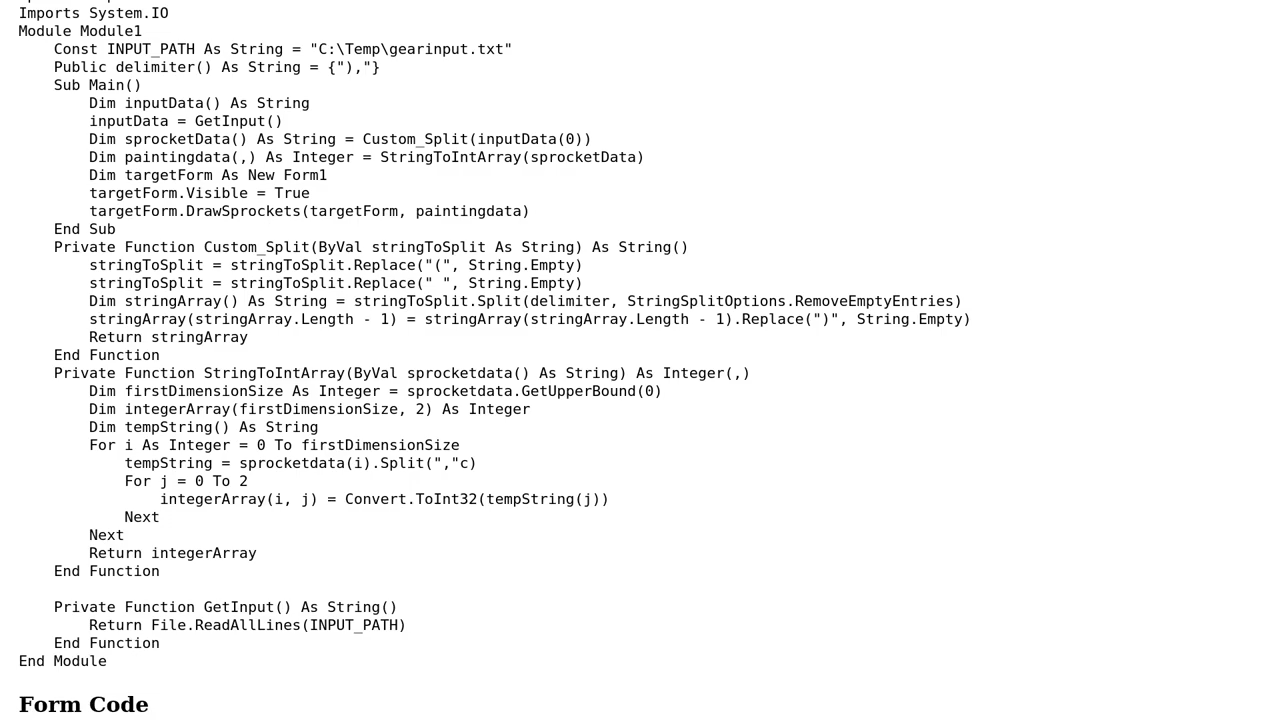 Imports System.IO
Module Module1
    Const INPUT_PATH As String = "C:\Temp\gearinput.txt"
    Public delimiter() As String = {"),"}
    Sub Main()
        Dim inputData() As String
        inputData = GetInput()
        Dim sprocketData() As String = Custom_Split(inputData(0))
        Dim paintingdata(,) As Integer = StringToIntArray(sprocketData)
        Dim targetForm As New Form1
        targetForm.Visible = True
        targetForm.DrawSprockets(targetForm, paintingdata)
    End Sub
    Private Function Custom_Split(ByVal stringToSplit As String) As String()
        stringToSplit = stringToSplit.Replace("(", String.Empty)
        stringToSplit = stringToSplit.Replace(" ", String.Empty)
        Dim stringArray() As String = stringToSplit.Split(delimiter, StringSplitOptions.RemoveEmptyEntries)
        stringArray(stringArray.Length - 1) = stringArray(stringArray.Length - 1).Replace(")", String.Empty)
        Return stringArray
    End Function
    Private Function StringToIntArray(ByVal sprocketdata() As String) As Integer(,)
        Dim firstDimensionSize As Integer = sprocketdata.GetUpperBound(0)
        Dim integerArray(firstDimensionSize, 2) As Integer
        Dim tempString() As String
        For i As Integer = 0 To firstDimensionSize
            tempString = sprocketdata(i).Split(","c)
            For j = 0 To 2
                integerArray(i, j) = Convert.ToInt32(tempString(j))
            Next
        Next
        Return integerArray
    End Function

    Private Function GetInput() As String()
        Return File.ReadAllLines(INPUT_PATH)
    End Function
End Module
Form Code